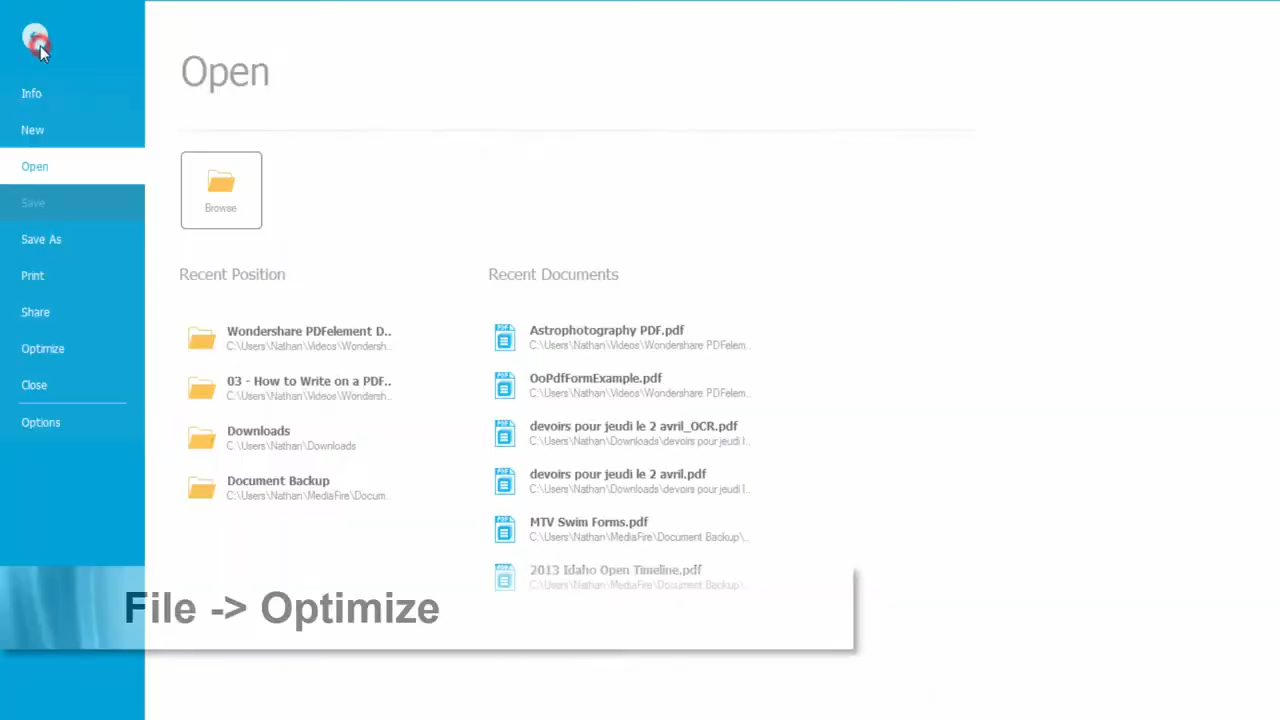 Open
Info
New
Open
Save
Save As
Print
Share
Optimize
Close
Options
Browse
Recent Position
Wondershare PDFelement D..
C:\Users\Nathan\Videos\Wondersh..
03 - How to Write on a PDF..
C:\Users\Nathan\Videos\Wondersh..
Downloads
C:\Users\Nathan\Downloads
Document Backup
C:\Users\Nathan\MediaFire\Docum..
Recent Documents
Astrophotography PDF.pdf
C:\Users\Nathan\Videos\Wondershare PDFelem..
OoPdfFormExample.pdf
C:\Users\Nathan\Videos\Wondershare PDFelem..
devoirs pour jeudi le 2 avril_OCR.pdf
C:\Users\Nathan\Downloads\devoirs pour jeudi l..
devoirs pour jeudi le 2 avril.pdf
C:\Users\Nathan\Downloads\devoirs pour jeudi l..
MTV Swim Forms.pdf
C:\Users\Nathan\MediaFire\Document Backup\..
2013 Idaho Open Timeline.pdf
C:\Users\Nathan\MediaFire\Document Backup\..
File -> Optimize